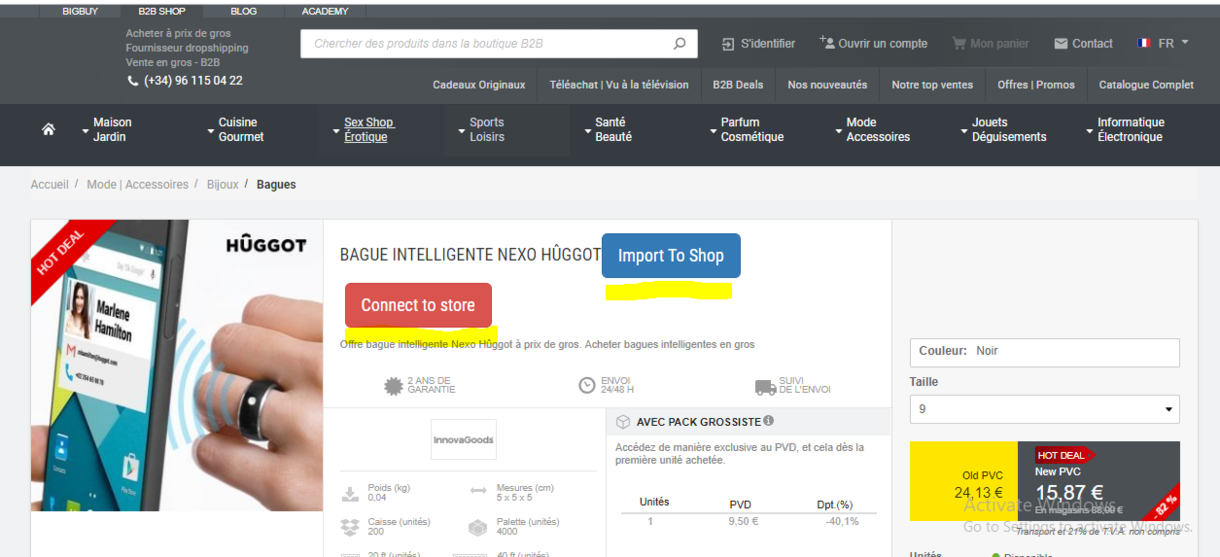 BIGBUY B2B SHOP BLOG ACADEMY
Acheter à prix de gros
Fournisseur dropshipping
Vente en gros - B2B
(+34) 96 115 04 22
Chercher des produits dans la boutique B2B
S'identifier
Ouvrir un compte
Mon panier
Contact
FR
Cadeaux Originaux
Téléachat | Vu à la télévision
B2B Deals
Nos nouveautés
Notre top ventes
Offres | Promos
Catalogue Complet
Maison
Jardin
Cuisine
Gourmet
Sex Shop
Érotique
Sports
Loisirs
Santé
Beauté
Parfum
Cosmétique
Mode
Accessoires
Jouets
Déguisements
Informatique
Électronique
Accueil / Mode | Accessoires / Bijoux / Bagues
HOT DEAL
HÛGGOT
Marlene
Hamilton
BAGUE INTELLIGENTE NEXO HÛGGOT
Import To Shop
Connect to store
Offre bague intelligente Nexo Hûggot à prix de gros. Acheter bagues intelligentes en gros
2 ANS DE
GARANTIE
ENVOI
24/48 H
SUIVI
DE L'ENVOI
InnovaGoods
Poids (kg)
0,04
Mesures (cm)
5 x 5 x 5
Caisse (unités)
200
Palette (unités)
4000
20 ft (unités)
40 ft (unités)
AVEC PACK GROSSISTE
Accédez de manière exclusive au PVD, et cela dès la
première unité achetée.
Unités PVD Dpt.(%)
1 9,50 € -40,1%
Couleur: Noir
Taille
9
Old PVC
24,13 €
HOT DEAL
New PVC
15,87 €
En magasins 88,00 €
-82 %
Transport et 21% de T.V.A. non compris
Activate Windows
Go to Settings to activate Windows.
Unités
Disponible